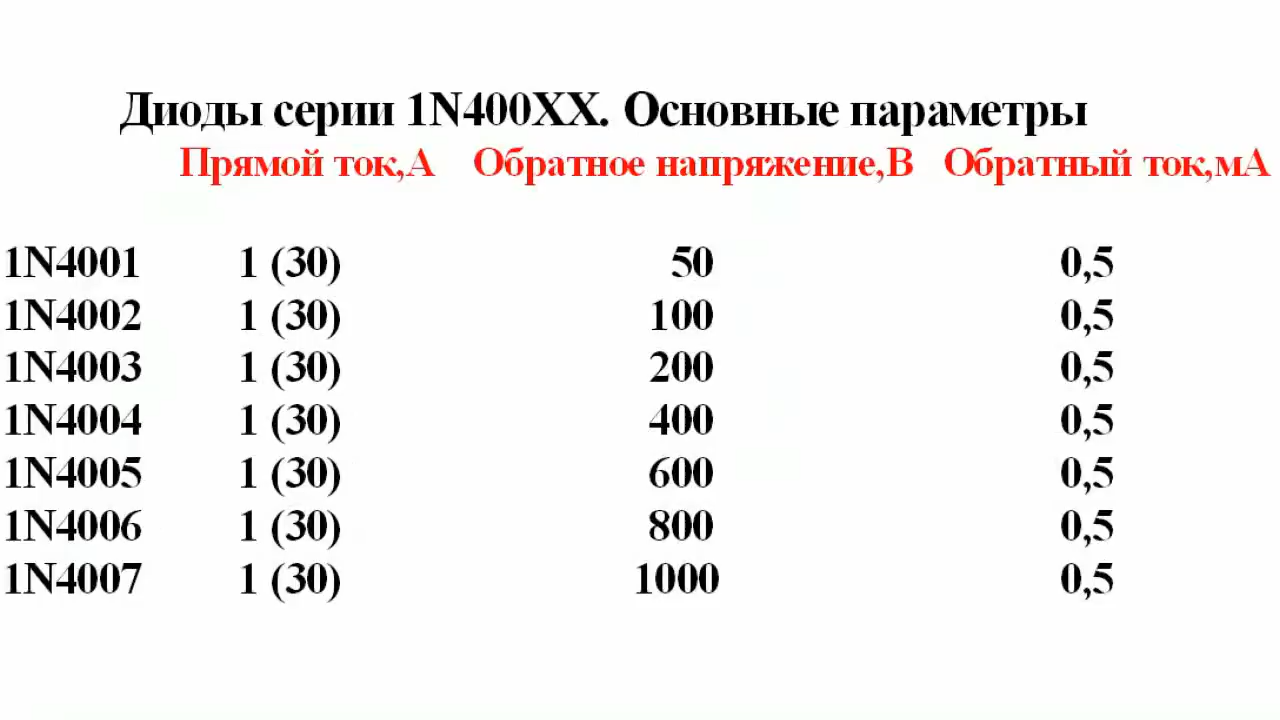 Диоды серии 1N400XX. Основные параметры
Прямой ток,А Обратное напряжение,В Обратный ток,мА
1N4001 1 (30) 50 0,5
1N4002 1 (30) 100 0,5
1N4003 1 (30) 200 0,5
1N4004 1 (30) 400 0,5
1N4005 1 (30) 600 0,5
1N4006 1 (30) 800 0,5
1N4007 1 (30) 1000 0,5